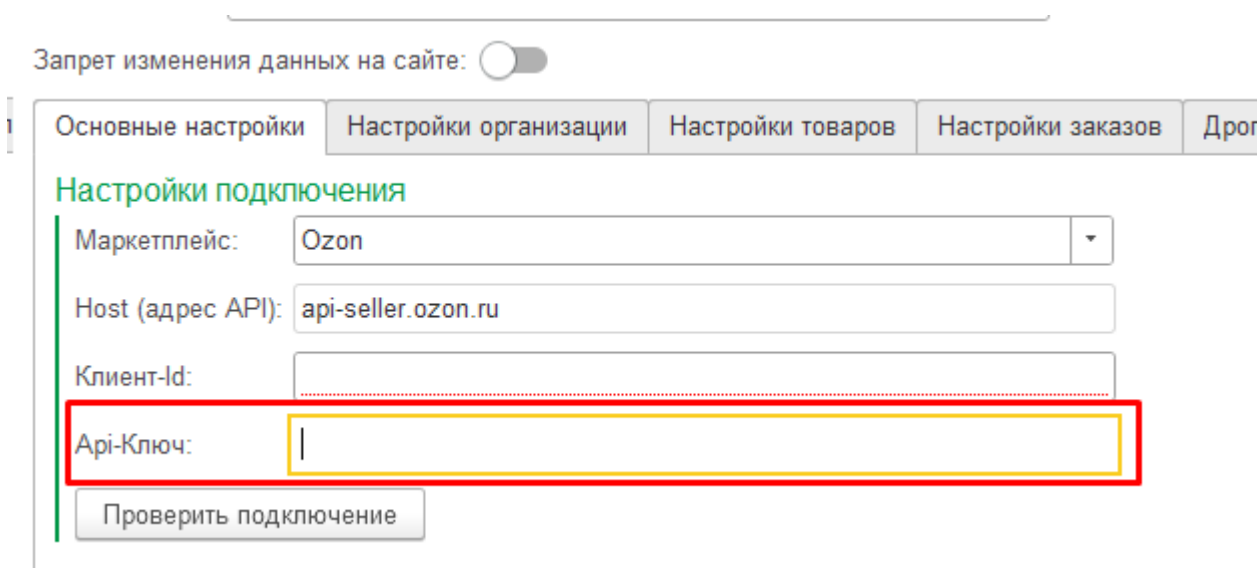 Запрет изменения данных на сайте:
Основные настройки Настройки организации Настройки товаров Настройки заказов
Настройки подключения
Маркетплейс: Ozon
Host (адрес API): api-seller.ozon.ru
Клиент-Id:
Api-Ключ:
Проверить подключение